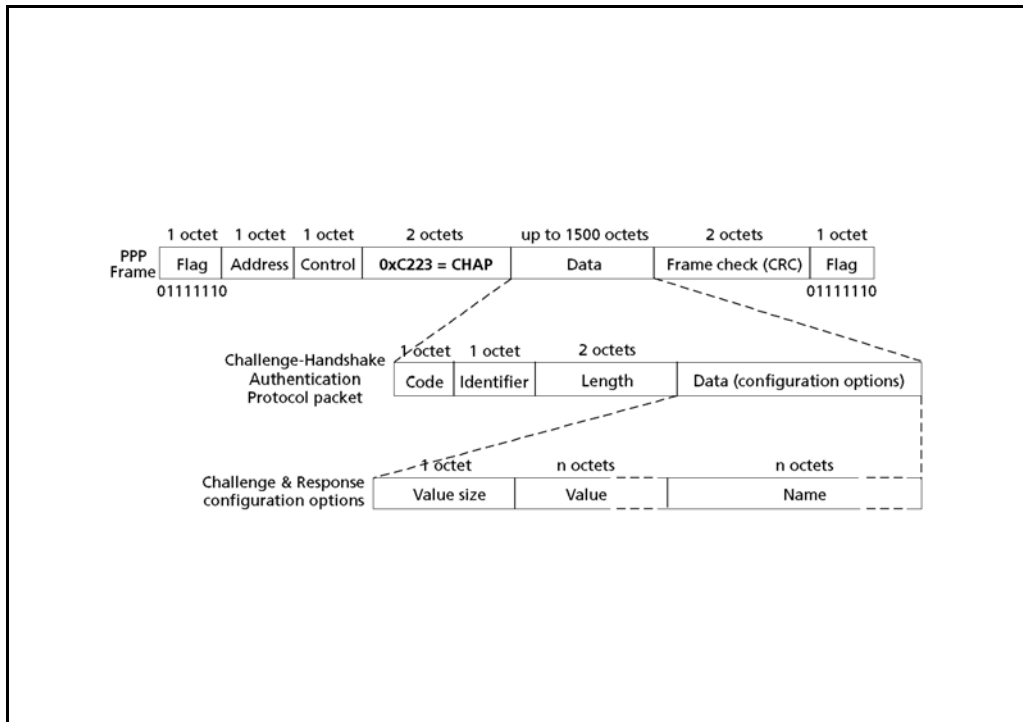 1 octet 1 octet 1 octet 2 octets up to 1500 octets 2 octets 1 octet
PPP
Frame
Flag Address Control 0xC223 = CHAP Data Frame check (CRC) Flag
01111110 01111110
1 octet 1 octet 2 octets
Challenge-Handshake
Authentication
Protocol packet
Code Identifier Length Data (configuration options)
1 octet n octets n octets
Challenge & Response
configuration options
Value size Value Name